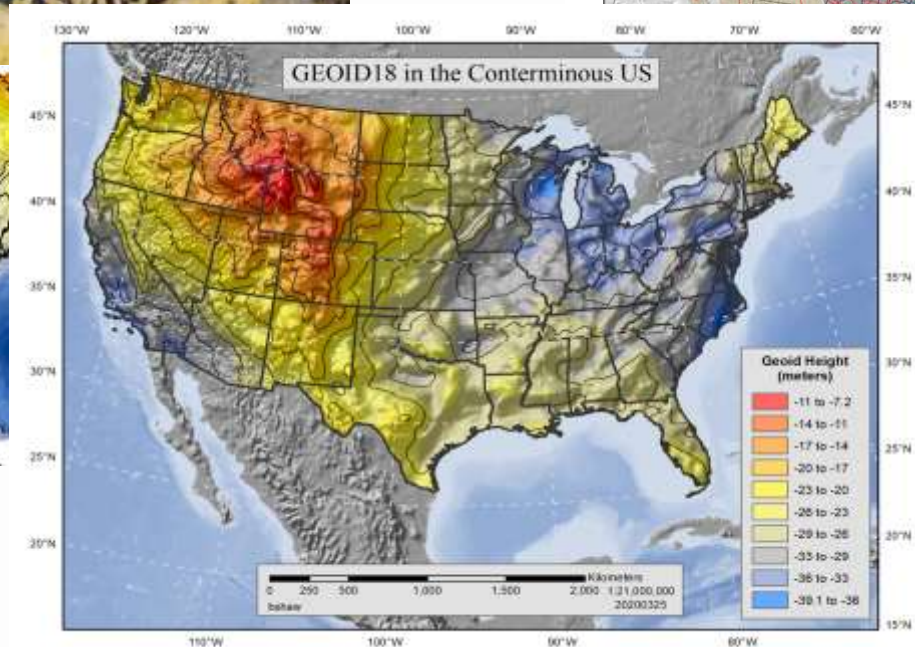 130°W 120°W 110°W 100°W 90°W 80°W 70°W 60°W
GEOID18 in the Conterminous US
45°N 45°N
40°N 40°N
35°N 35°N
30°N 30°N
25°N 25°N
20°N 20°N
15°N
Geoid Height
(meters)
-11 to -7.2
-14 to -11
-17 to -14
-20 to -17
-23 to -20
-26 to -23
-29 to -26
-33 to -29
-36 to -33
-39.1 to -36
Kilometers
0 250 500 1,000 1,500 2,000 1:21,000,000
bshaw 20200325
110°W 100°W 90°W 80°W